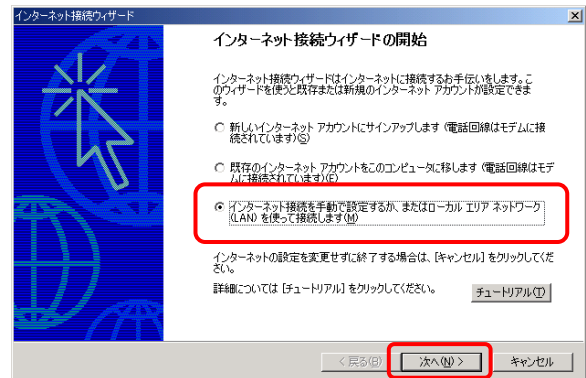 インターネット接続ウィザード
インターネット接続ウィザードの開始
インターネット接続ウィザードはインターネットに接続するお手伝いをします。こ
のウィザードを使うと既存または新規のインターネット アカウントが設定できま
す。
新しいインターネット アカウントにサインアップします (電話回線はモデムに接
続されています)(S)
既存のインターネット アカウントをこのコンピュータに移します (電話回線はモデ
ムに接続されています)(E)
インターネット接続を手動で設定するか、またはローカル エリア ネットワーク
(LAN) を使って接続します(M)
インターネットの設定を変更せずに終了する場合は、[キャンセル] をクリックしてくだ
さい。
詳細については [チュートリアル] をクリックしてください。
チュートリアル(T)
< 戻る(B)
次へ(N) >
キャンセル